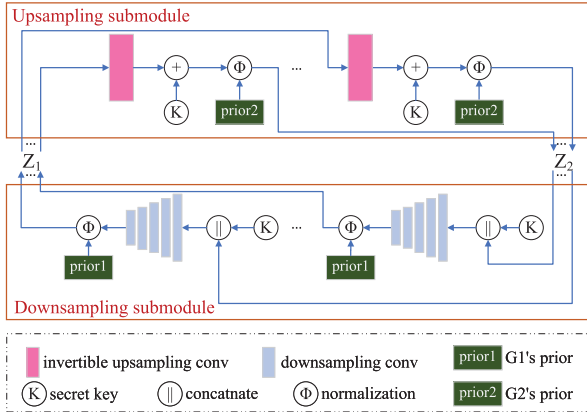 Upsampling submodule
+ Φ ... + Φ
K prior2 K prior2
... ...
Z1 Z2
... ...
Φ || K ... Φ || K
prior1 prior1
Downsampling submodule
invertible upsampling conv downsampling conv prior1 G1's prior
K secret key || concatnate Φ normalization prior2 G2's prior